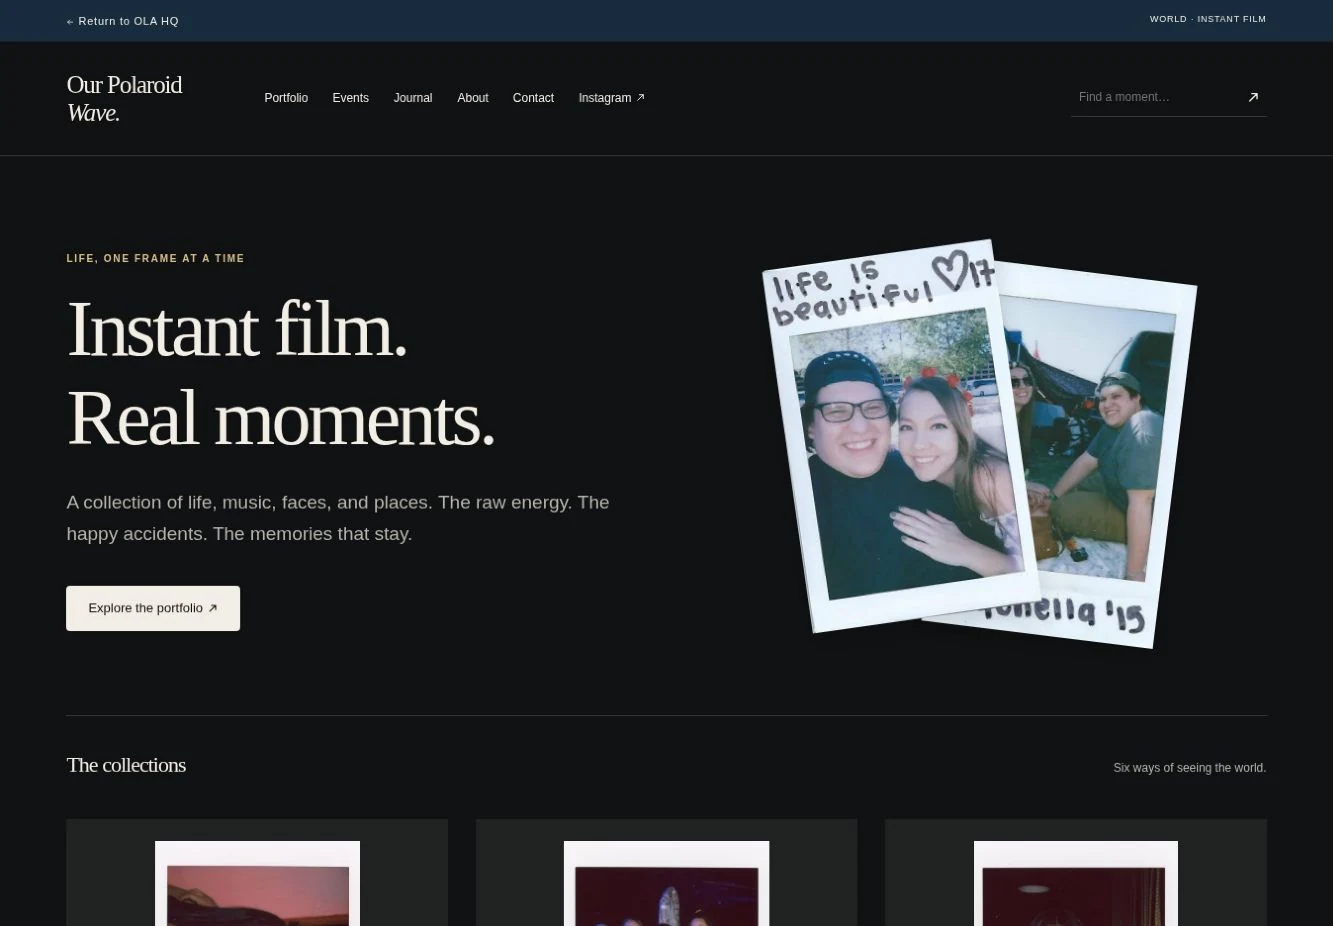 ← Return to OLA HQ
WORLD · INSTANT FILM
Our Polaroid
Wave.
Portfolio
Events
Journal
About
Contact
Instagram ↗
Find a moment…
↗
LIFE, ONE FRAME AT A TIME
Instant film.
Real moments.
A collection of life, music, faces, and places. The raw energy. The
happy accidents. The memories that stay.
Explore the portfolio ↗
life is
beautiful ♡17
'15
The collections
Six ways of seeing the world.